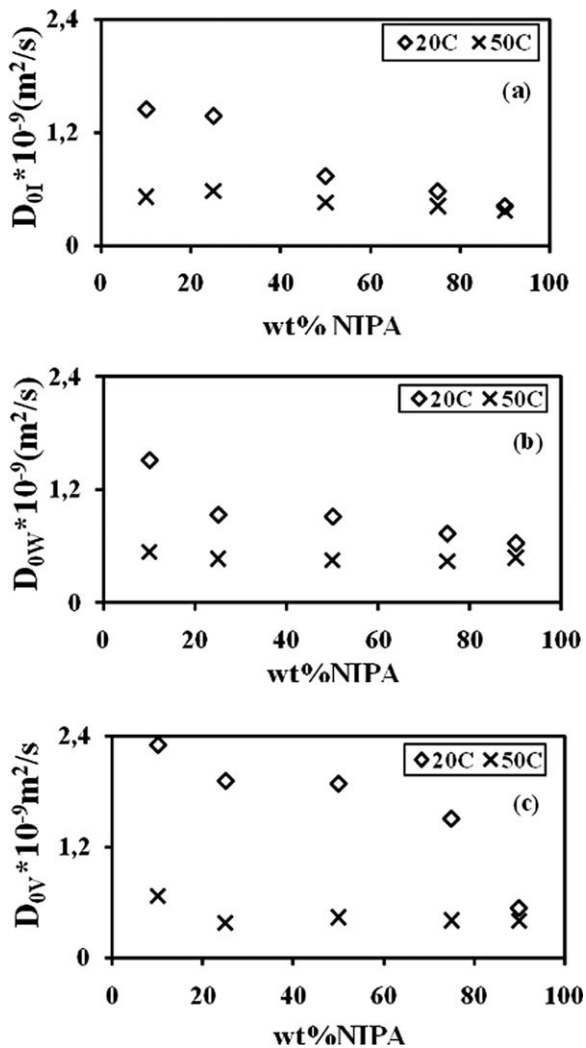 2,4
◇20C ×50C
(a)
1,2
0
D₀I*10⁻⁹(m²/s)
0 20 40 60 80 100
wt% NIPA
2,4
◇20C ×50C
(b)
1,2
0
D₀W*10⁻⁹(m²/s)
0 20 40 60 80 100
wt%NIPA
2,4
◇20C ×50C
(c)
1,2
0
D₀V*10⁻⁹m²/s
0 20 40 60 80 100
wt%NIPA